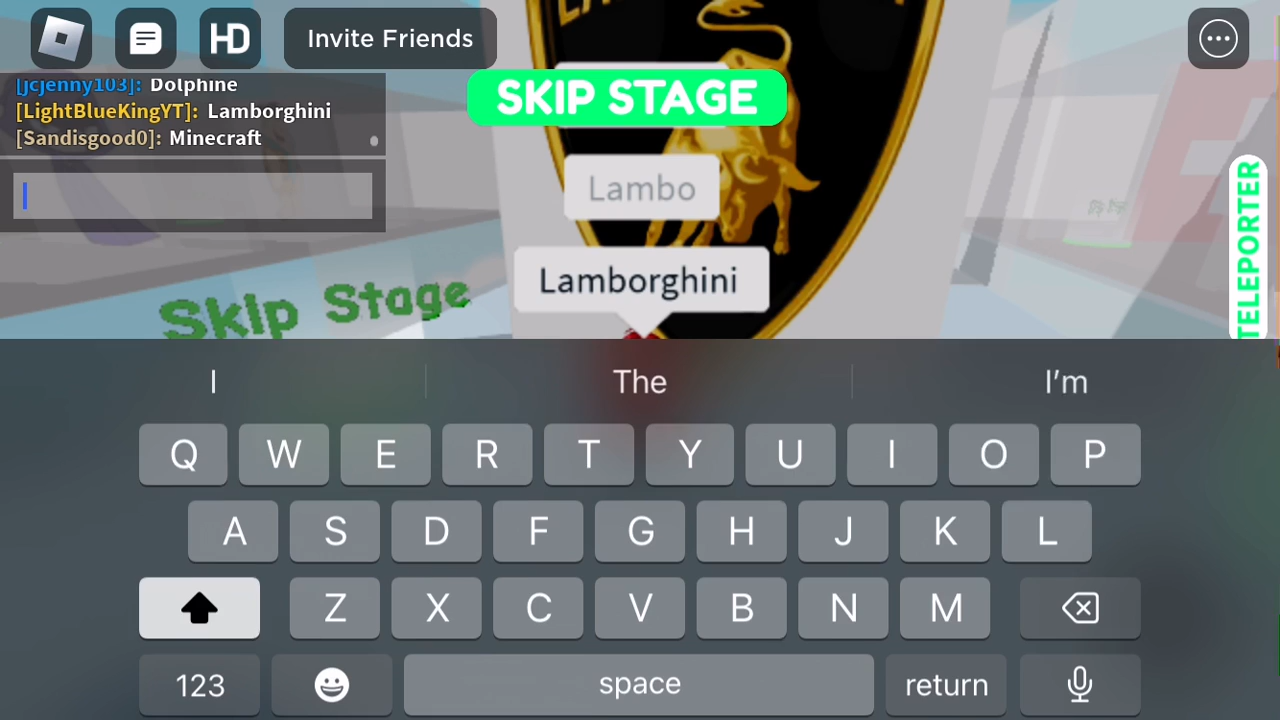 HD
Invite Friends
[jcjenny103]: Dolphine
[LightBlueKingYT]: Lamborghini
[Sandisgood0]: Minecraft
SKIP STAGE
Lambo
Lamborghini
Skip Stage
TELEPORTER
I The I'm
Q W E R T Y U I O P
A S D F G H J K L
Z X C V B N M
123 space return